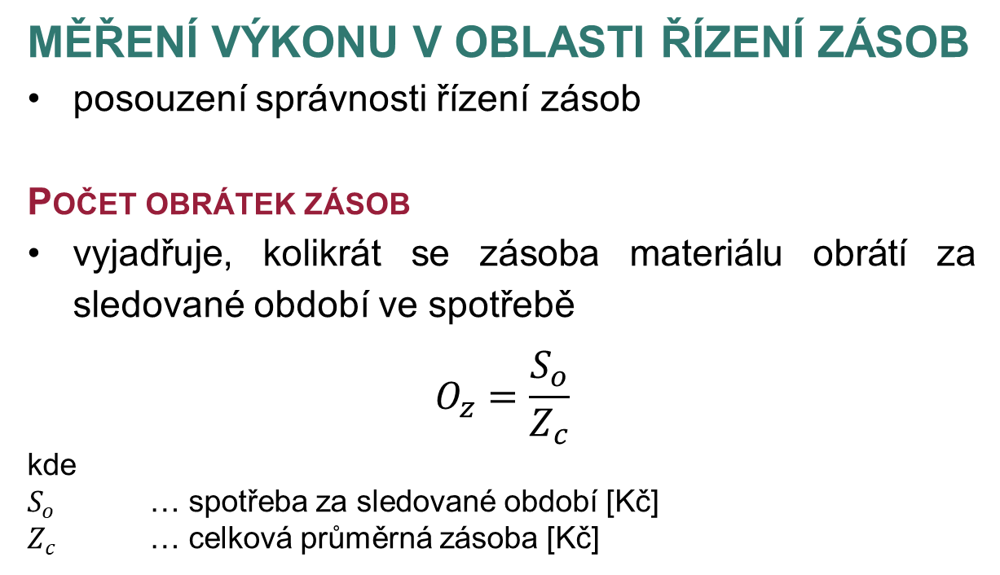 MĚŘENÍ VÝKONU V OBLASTI ŘÍZENÍ ZÁSOB
• posouzení správnosti řízení zásob
POČET OBRÁTEK ZÁSOB
• vyjadřuje, kolikrát se zásoba materiálu obrátí za
sledované období ve spotřebě
O_z = S_o / Z_c
kde
S_o … spotřeba za sledované období [Kč]
Z_c … celková průměrná zásoba [Kč]